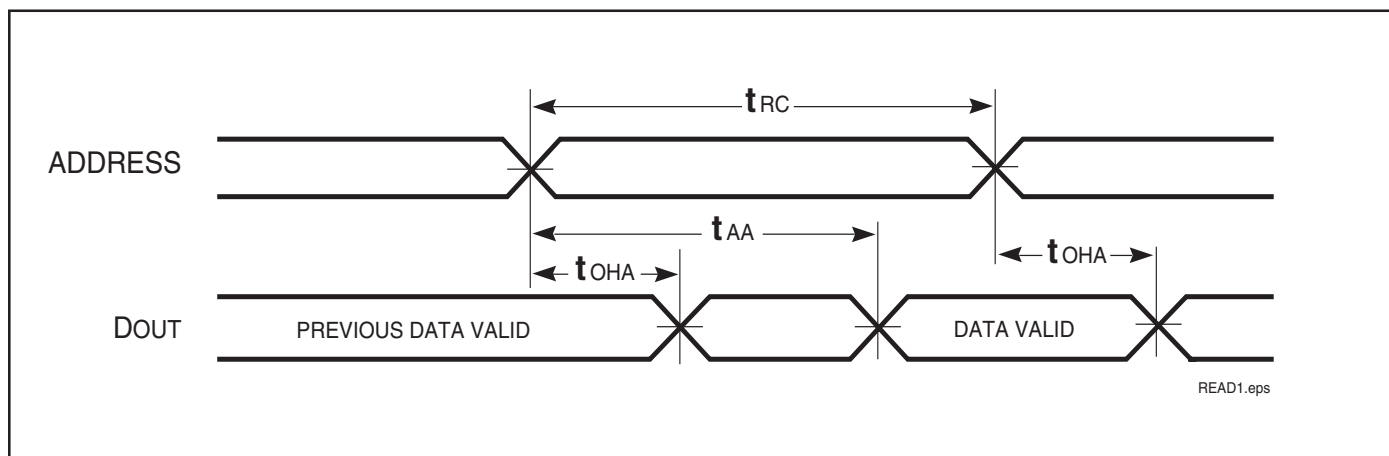 tRC
ADDRESS
tAA
tOHA
tOHA
DOUT
PREVIOUS DATA VALID
DATA VALID
READ1.eps